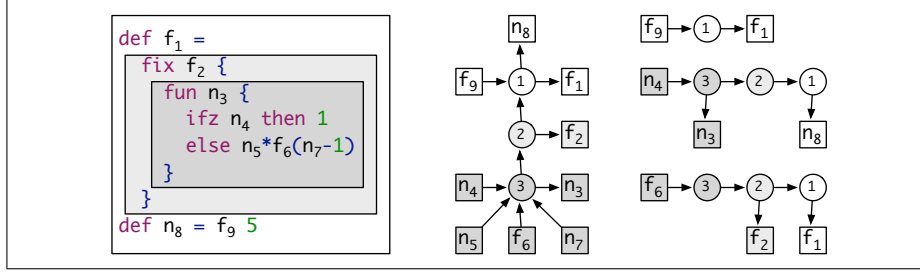 def f₁ =
fix f₂ {
fun n₃ {
ifz n₄ then 1
else n₅*f₆(n₇-1)
}
}
def n₈ = f₉ 5
n₈
f₉ 1 f₁
2 f₂
n₄ 3 n₃
n₅ f₆ n₇
f₉ 1 f₁
n₄ 3 2 1
n₃ n₈
f₆ 3 2 1
f₂ f₁